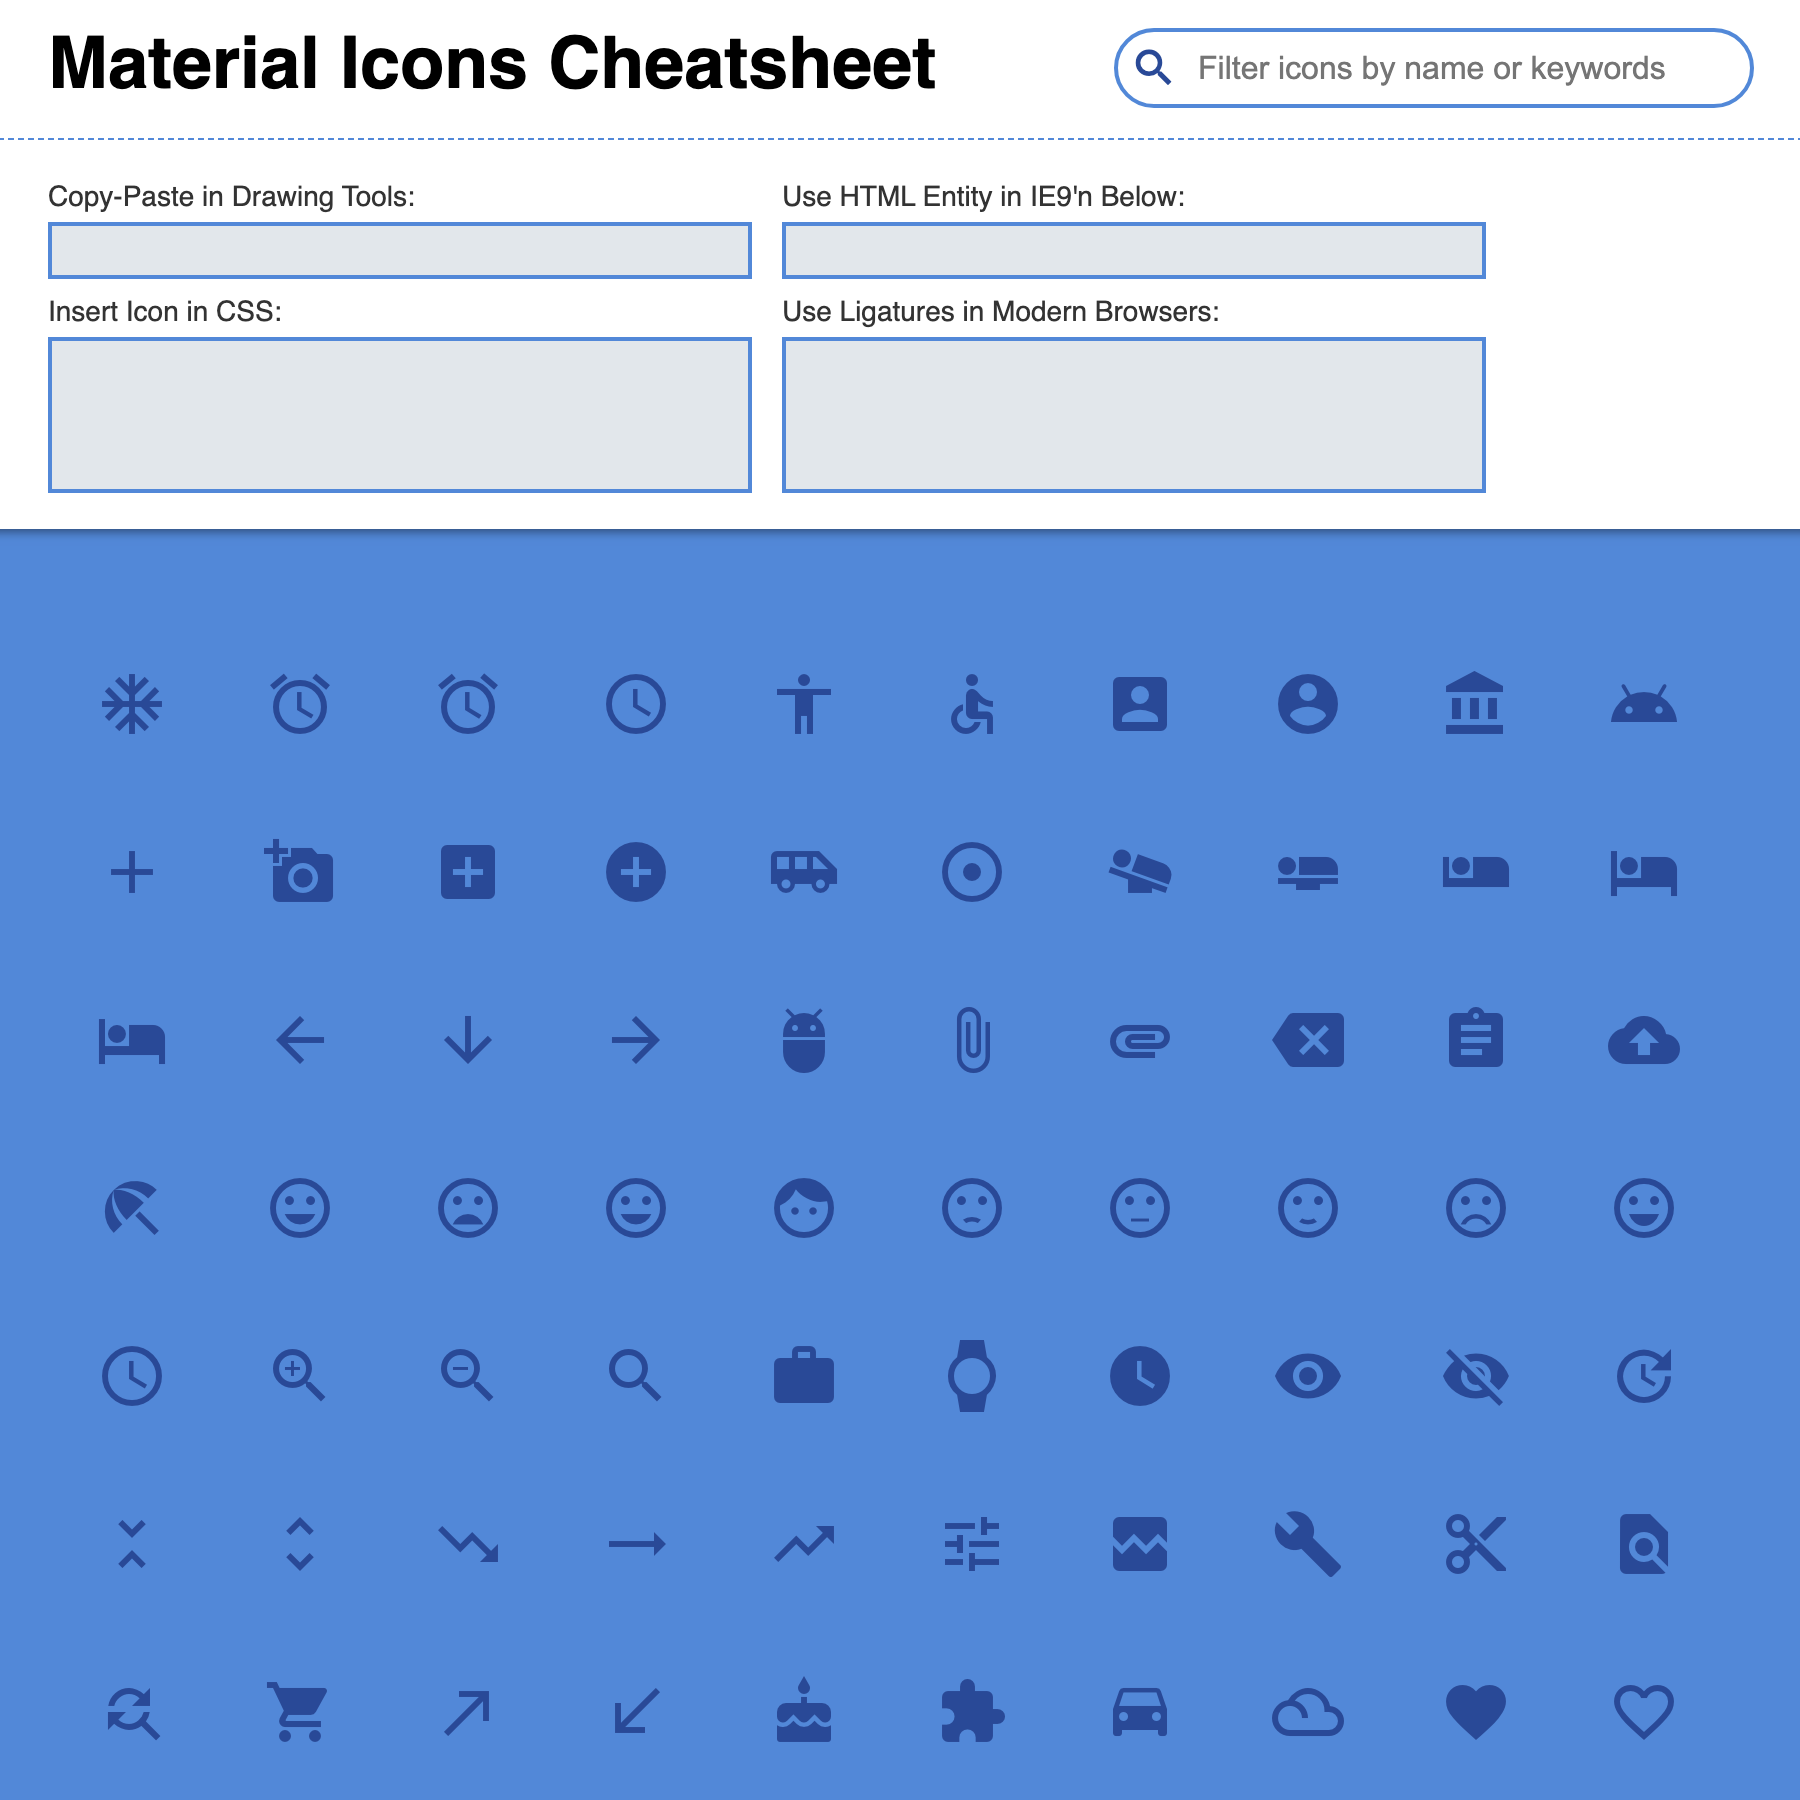 Material Icons Cheatsheet
Filter icons by name or keywords
Copy-Paste in Drawing Tools:
Use HTML Entity in IE9'n Below:
Insert Icon in CSS:
Use Ligatures in Modern Browsers: